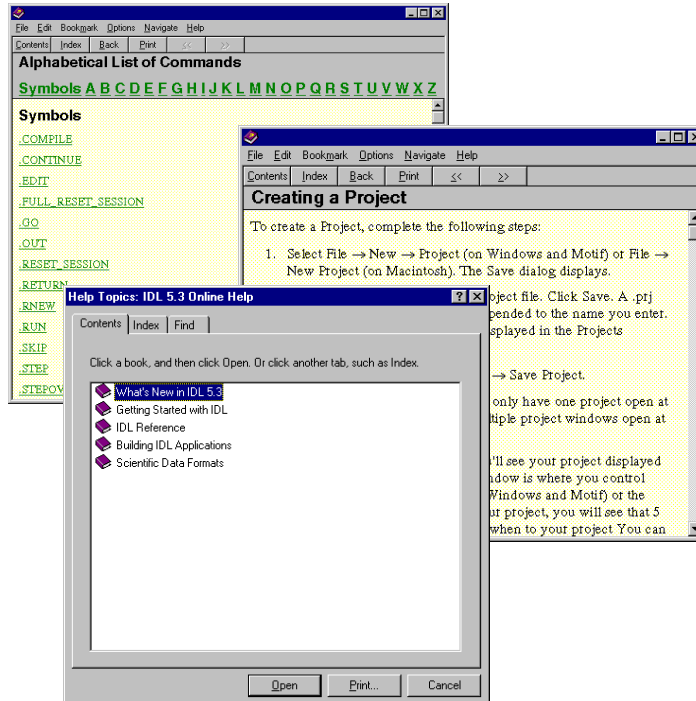 File Edit Bookmark Options Navigate Help
Contents Index Back Print << >>
Alphabetical List of Commands
Symbols A B C D E F G H I J K L M N O P Q R S T U V W X Z
Symbols
.COMPILE
.CONTINUE
.EDIT
.FULL_RESET_SESSION
.GO
.OUT
.RESET_SESSION
.RETURN
.RNEW
.RUN
.SKIP
.STEP
.STEPOV
File Edit Bookmark Options Navigate Help
Contents Index Back Print << >>
Creating a Project
To create a Project, complete the following steps:
1. Select File → New → Project (on Windows and Motif) or File →
New Project (on Macintosh). The Save dialog displays.
oject file. Click Save. A .prj
pended to the name you enter.
splayed in the Projects
→ Save Project.
only have one project open at
tiple project windows open at
'll see your project displayed
ndow is where you control
Windows and Motif) or the
ur project, you will see that 5
when to your project You can
Help Topics: IDL 5.3 Online Help
Contents Index Find
Click a book, and then click Open. Or click another tab, such as Index.
What's New in IDL 5.3
Getting Started with IDL
IDL Reference
Building IDL Applications
Scientific Data Formats
Open Print... Cancel